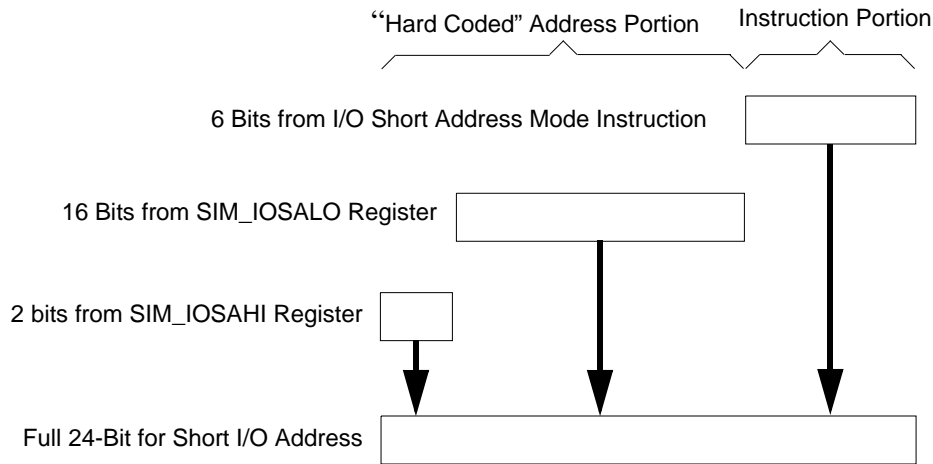 “Hard Coded” Address Portion
Instruction Portion
6 Bits from I/O Short Address Mode Instruction
16 Bits from SIM_IOSALO Register
2 bits from SIM_IOSAHI Register
Full 24-Bit for Short I/O Address